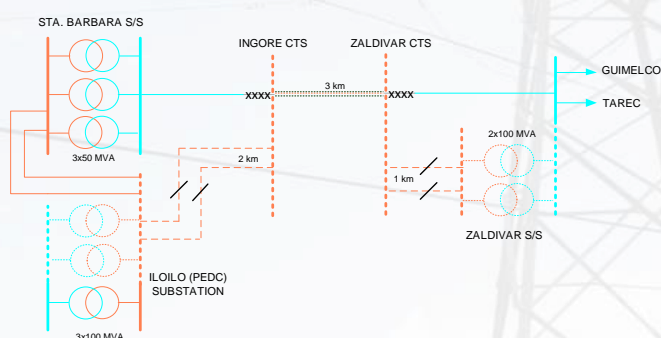 STA. BARBARA S/S
INGORE CTS
ZALDIVAR CTS
GUIMELCO
3 km
XXXX
XXXX
TAREC
2x100 MVA
3x50 MVA
2 km
1 km
ZALDIVAR S/S
ILOILO (PEDC)
SUBSTATION
3x100 MVA